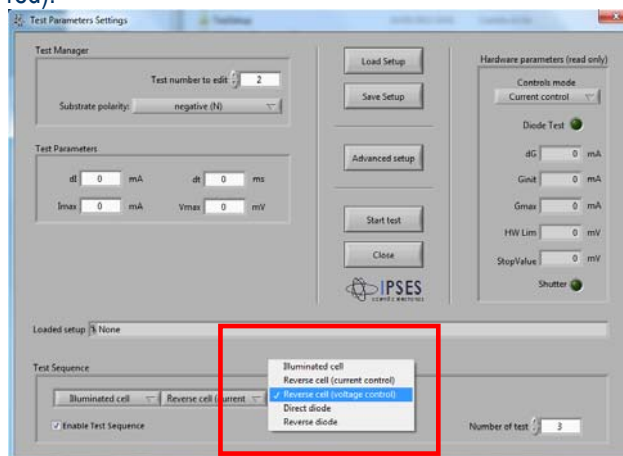 rou).
Test Parameters Settings
Test Manager
Test number to edit 2
Substrate polarity: negative (N)
Test Parameters
dI 0 mA dt 0 ms
Imax 0 mA Vmax 0 mV
Load Setup
Save Setup
Advanced setup
Start test
Close
IPSES
Hardware parameters (read only)
Controls mode
Current control
Diode Test
dG 0 mA
Ginit 0 mA
Gmax 0 mA
HW Lim 0 mV
StopValue 0 mV
Shutter
Loaded setup None
Test Sequence
Illuminated cell Reverse cell (current
Illuminated cell
Reverse cell (current control)
Reverse cell (voltage control)
Direct diode
Reverse diode
Enable Test Sequence
Number of test 3